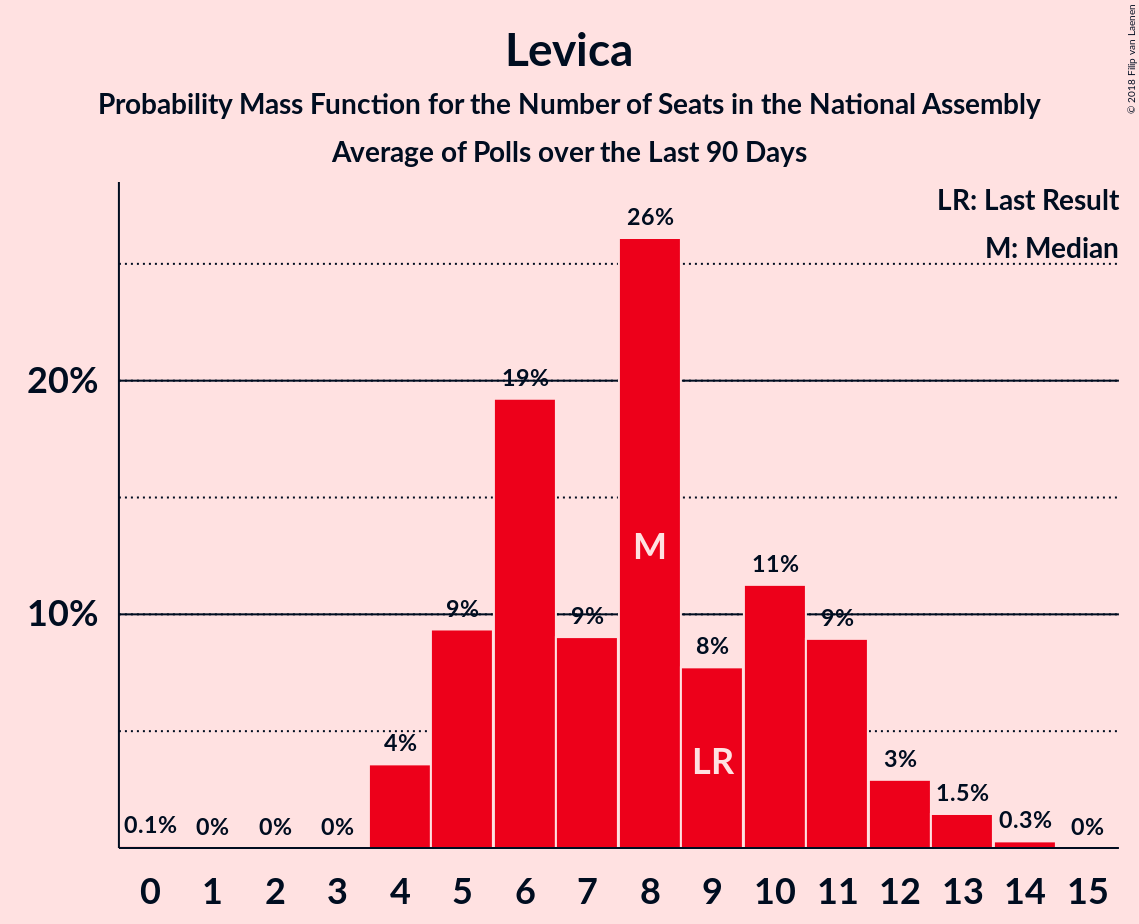 Levica
Probability Mass Function for the Number of Seats in the National Assembly
Average of Polls over the Last 90 Days
© 2018 Filip van Laenen
LR: Last Result
M: Median
20%
10%
0.1%
0%
0%
0%
4%
9%
19%
9%
26%
8%
11%
9%
3%
1.5%
0.3%
0%
M
LR
0 1 2 3 4 5 6 7 8 9 10 11 12 13 14 15